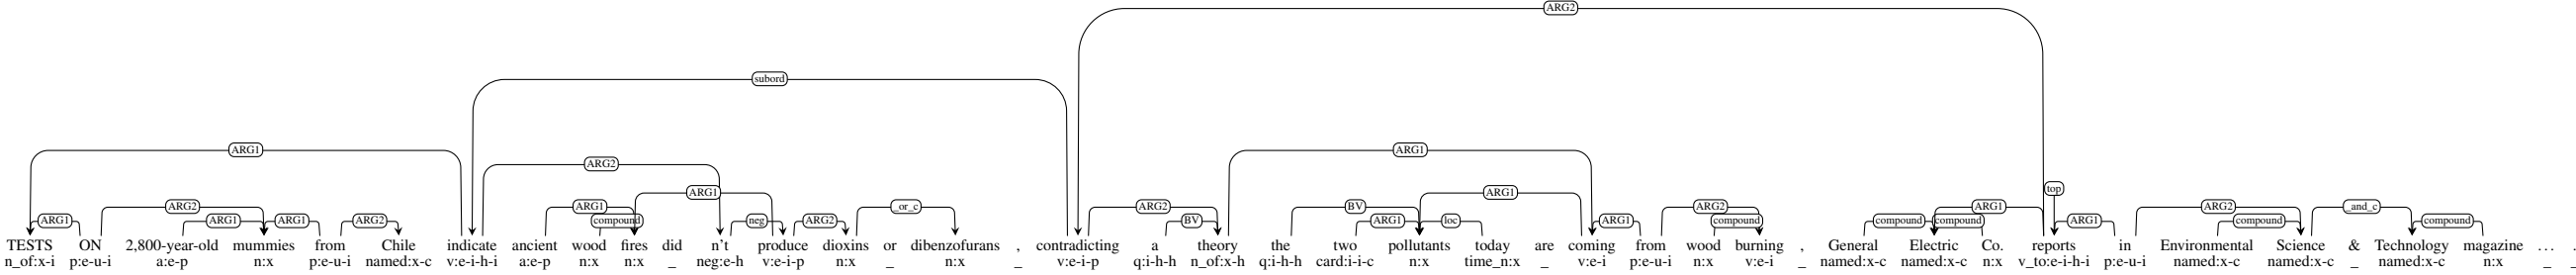 ARG2
subord
ARG1 ARG1
ARG2
top
ARG1 ARG1
ARG2 ARG1 _or_c ARG2 BV ARG2 ARG1 ARG2 _and_c
ARG1 ARG1 ARG1 ARG2 compound neg ARG2 BV ARG1 loc ARG1 compound compound compound ARG1 compound compound
TESTS ON 2,800-year-old mummies from Chile indicate ancient wood fires did n't produce dioxins or dibenzofurans , contradicting a theory the two pollutants today are coming from wood burning , General Electric Co. reports in Environmental Science & Technology magazine ...
n_of:x-i p:e-u-i a:e-p n:x p:e-u-i named:x-c v:e-i-h-i a:e-p n:x n:x _ neg:e-h v:e-i-p n:x _ n:x _ v:e-i-p q:i-h-h n_of:x-h q:i-h-h card:i-i-c n:x time_n:x _ v:e-i p:e-u-i n:x v:e-i _ named:x-c named:x-c n:x v_to:e-i-h-i p:e-u-i named:x-c named:x-c _ named:x-c n:x _